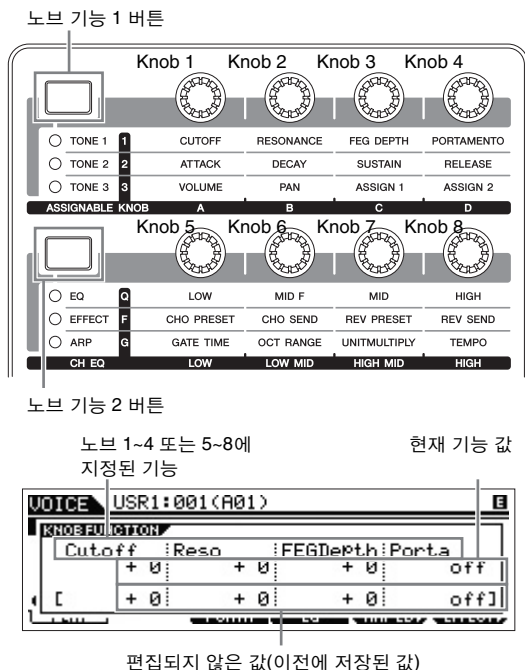 노브 기능 1 버튼
Knob 1 Knob 2 Knob 3 Knob 4
TONE 1 1 CUTOFF RESONANCE FEG DEPTH PORTAMENTO
TONE 2 2 ATTACK DECAY SUSTAIN RELEASE
TONE 3 3 VOLUME PAN ASSIGN 1 ASSIGN 2
ASSIGNABLE KNOB A B C D
Knob 5 Knob 6 Knob 7 Knob 8
EQ Q LOW MID F MID HIGH
EFFECT F CHO PRESET CHO SEND REV PRESET REV SEND
ARP G GATE TIME OCT RANGE UNITMULTIPLY TEMPO
CH EQ LOW LOW MID HIGH MID HIGH
노브 기능 2 버튼
노브 1~4 또는 5~8에
지정된 기능
현재 기능 값
VOICE USR1:001(A01) E
KNOB FUNCTION
Cutoff Reso FEGDepth Porta
+ 0 + 0 + 0 off
[ + 0 + 0 + 0 off]
편집되지 않은 값(이전에 저장된 값)